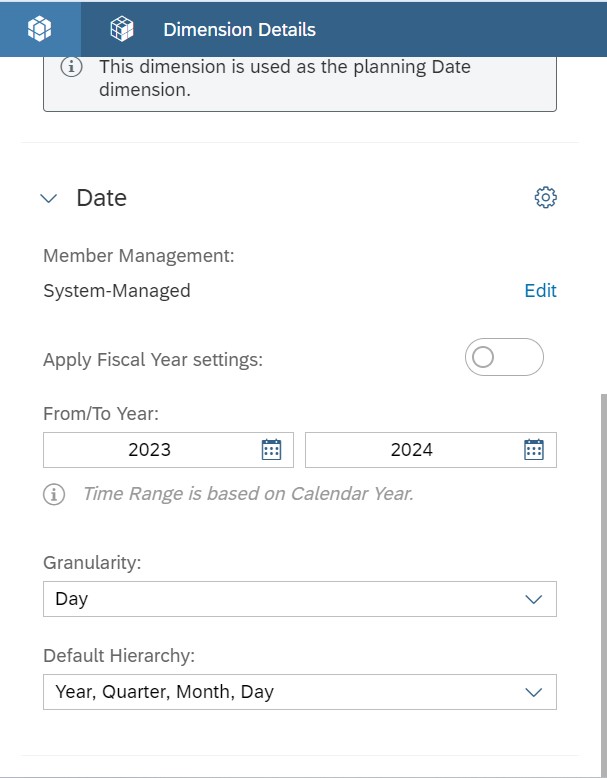 Dimension Details
This dimension is used as the planning Date
dimension.
Date
Member Management:
System-Managed
Edit
Apply Fiscal Year settings:
From/To Year:
2023
2024
Time Range is based on Calendar Year.
Granularity:
Day
Default Hierarchy:
Year, Quarter, Month, Day